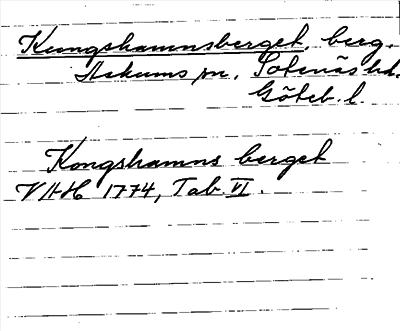 Kungshamnsberget, berg.
Askums sn, Sotenäs hd.
Göteb. l.
Kongshamns berget
VAH 1774, Tab. VI.